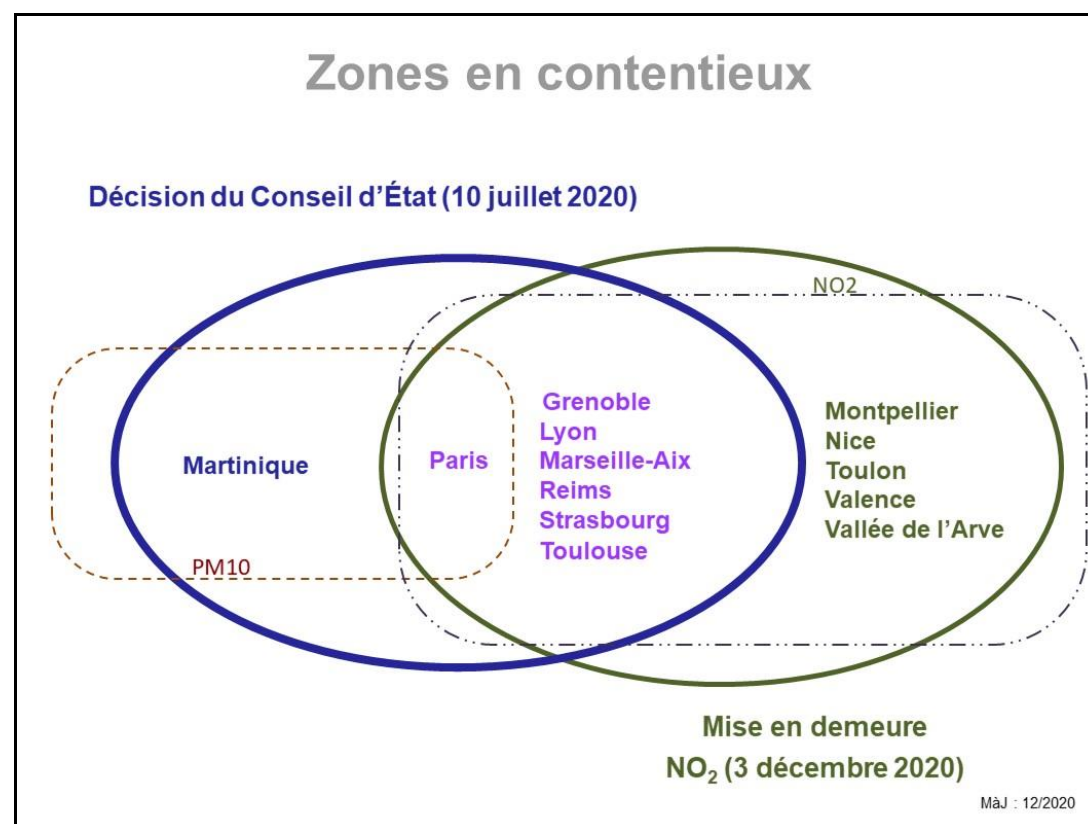 Zones en contentieux
Décision du Conseil d’État (10 juillet 2020)
NO2
Martinique
Paris
Grenoble
Lyon
Marseille-Aix
Reims
Strasbourg
Toulouse
Montpellier
Nice
Toulon
Valence
Vallée de l’Arve
PM10
Mise en demeure
NO₂ (3 décembre 2020)
MàJ : 12/2020